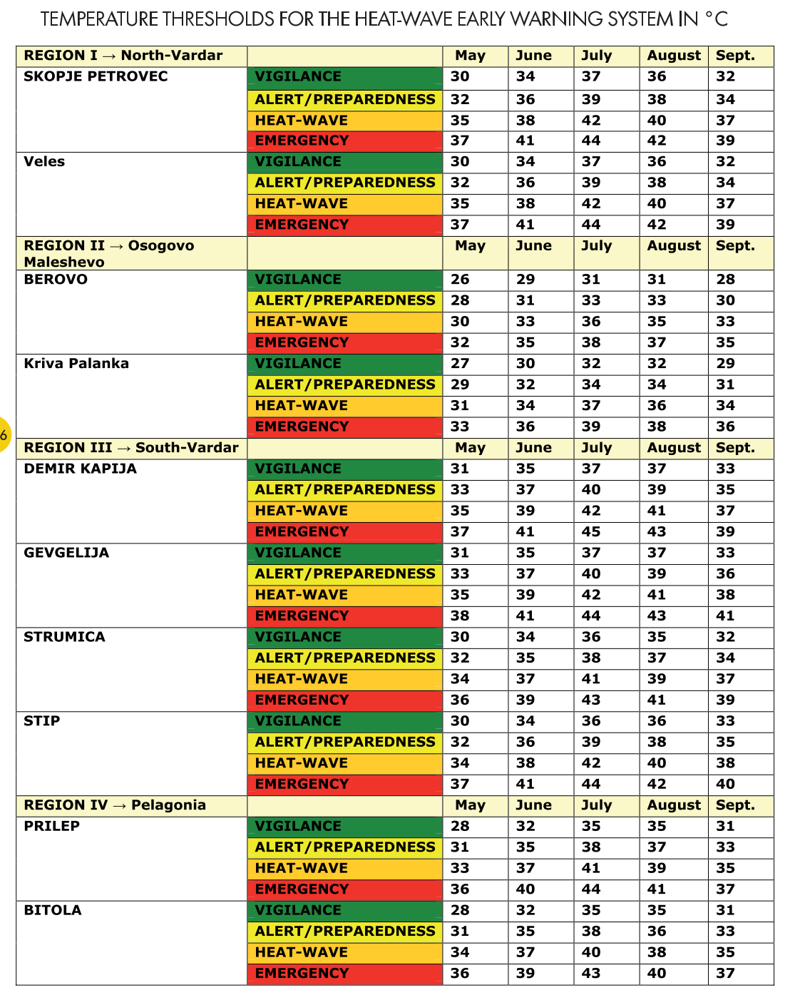 TEMPERATURE THRESHOLDS FOR THE HEAT-WAVE EARLY WARNING SYSTEM IN °C
REGION I → North-Vardar May June July August Sept.
SKOPJE PETROVEC VIGILANCE 30 34 37 36 32
ALERT/PREPAREDNESS 32 36 39 38 34
HEAT-WAVE 35 38 42 40 37
EMERGENCY 37 41 44 42 39
Veles VIGILANCE 30 34 37 36 32
ALERT/PREPAREDNESS 32 36 39 38 34
HEAT-WAVE 35 38 42 40 37
EMERGENCY 37 41 44 42 39
REGION II → Osogovo May June July August Sept.
Maleshevo
BEROVO VIGILANCE 26 29 31 31 28
ALERT/PREPAREDNESS 28 31 33 33 30
HEAT-WAVE 30 33 36 35 33
EMERGENCY 32 35 38 37 35
Kriva Palanka VIGILANCE 27 30 32 32 29
ALERT/PREPAREDNESS 29 32 34 34 31
HEAT-WAVE 31 34 37 36 34
EMERGENCY 33 36 39 38 36
6
REGION III → South-Vardar May June July August Sept.
DEMIR KAPIJA VIGILANCE 31 35 37 37 33
ALERT/PREPAREDNESS 33 37 40 39 35
HEAT-WAVE 35 39 42 41 37
EMERGENCY 37 41 45 43 39
GEVGELIJA VIGILANCE 31 35 37 37 33
ALERT/PREPAREDNESS 33 37 40 39 36
HEAT-WAVE 35 39 42 41 38
EMERGENCY 38 41 44 43 41
STRUMICA VIGILANCE 30 34 36 35 32
ALERT/PREPAREDNESS 32 35 38 37 34
HEAT-WAVE 34 37 41 39 37
EMERGENCY 36 39 43 41 39
STIP VIGILANCE 30 34 36 36 33
ALERT/PREPAREDNESS 32 36 39 38 35
HEAT-WAVE 34 38 42 40 38
EMERGENCY 37 41 44 42 40
REGION IV → Pelagonia May June July August Sept.
PRILEP VIGILANCE 28 32 35 35 31
ALERT/PREPAREDNESS 31 35 38 37 33
HEAT-WAVE 33 37 41 39 35
EMERGENCY 36 40 44 41 37
BITOLA VIGILANCE 28 32 35 35 31
ALERT/PREPAREDNESS 31 35 38 36 33
HEAT-WAVE 34 37 40 38 35
EMERGENCY 36 39 43 40 37